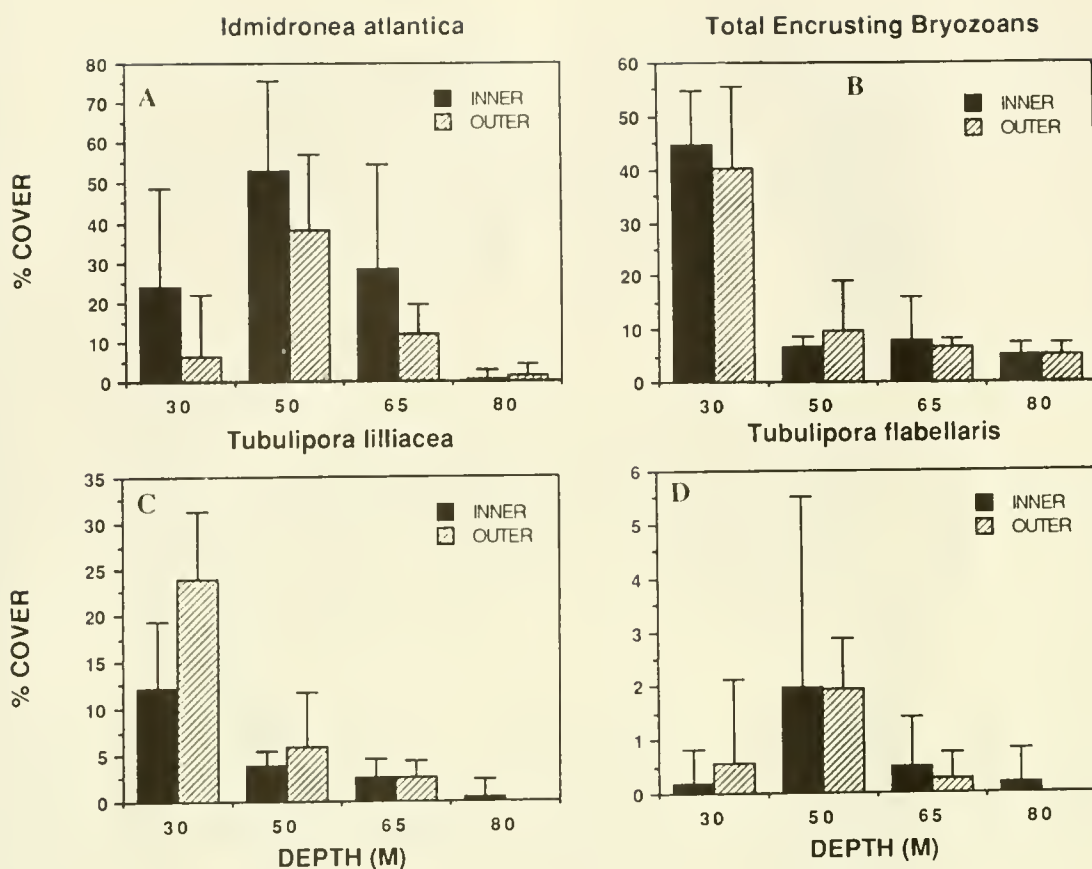 Idmidronea atlantica
A
INNER
OUTER
% COVER
80
70
60
50
40
30
20
10
0
30 50 65 80
Total Encrusting Bryozoans
B
INNER
OUTER
60
50
40
30
20
10
0
30 50 65 80
Tubulipora lilliacea
C
INNER
OUTER
% COVER
35
30
25
20
15
10
5
0
30 50 65 80
DEPTH (M)
Tubulipora flabellaris
D
INNER
OUTER
6
5
4
3
2
1
0
30 50 65 80
DEPTH (M)